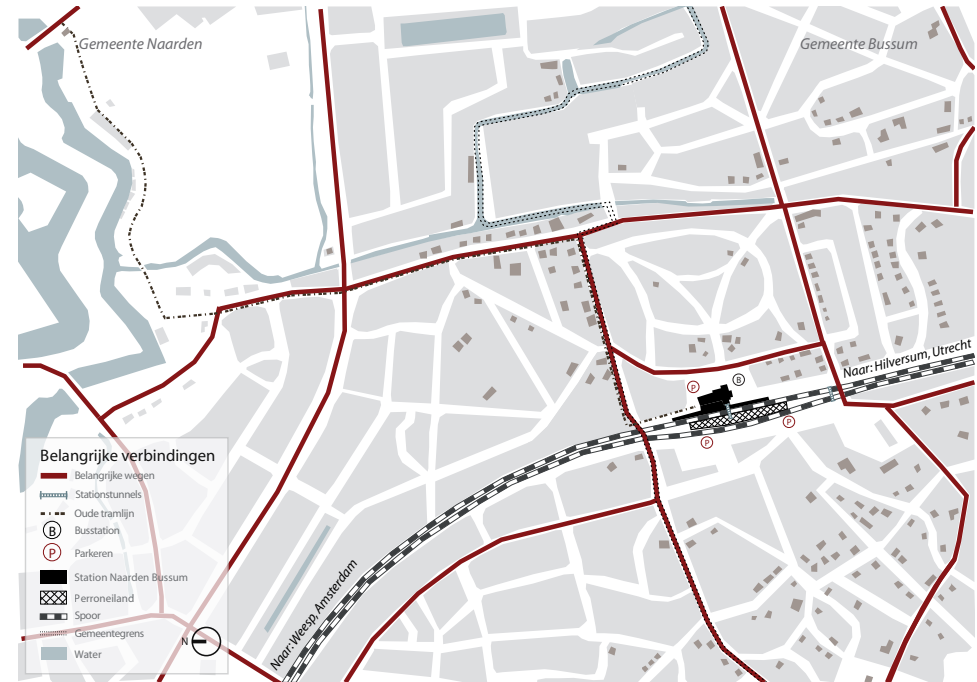 Gemeente Naarden
Gemeente Bussum
Naar: Hilversum, Utrecht
P
B
P
P
Naar: Weesp, Amsterdam
Belangrijke verbindingen
Belangrijke wegen
Stationstunnels
Oude tramlijn
B Busstation
P Parkeren
Station Naarden Bussum
Perroneiland
Spoor
Gemeentegrens
Water
N